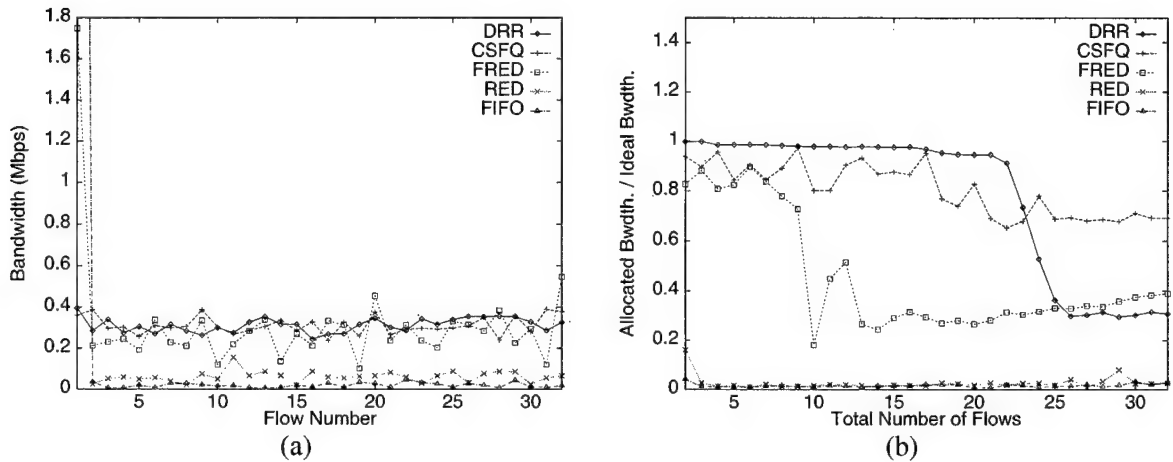 Bandwidth (Mbps)
1.8
1.6
1.4
1.2
1
0.8
0.6
0.4
0.2
0
DRR
CSFQ
FRED
RED
FIFO
5
10
15
20
25
30
Flow Number
(a)
Allocated Bwdth. / Ideal Bwdth.
1.4
1.2
1
0.8
0.6
0.4
0.2
0
DRR
CSFQ
FRED
RED
FIFO
5
10
15
20
25
30
Total Number of Flows
(b)